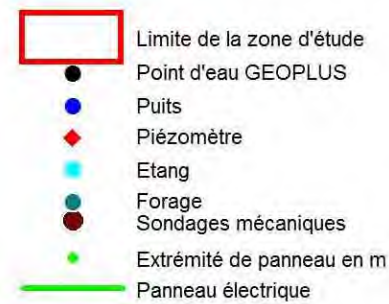 Limite de la zone d'étude
Point d'eau GEOPLUS
Puits
Piézomètre
Etang
Forage
Sondages mécaniques
Extrémité de panneau en m
Panneau électrique